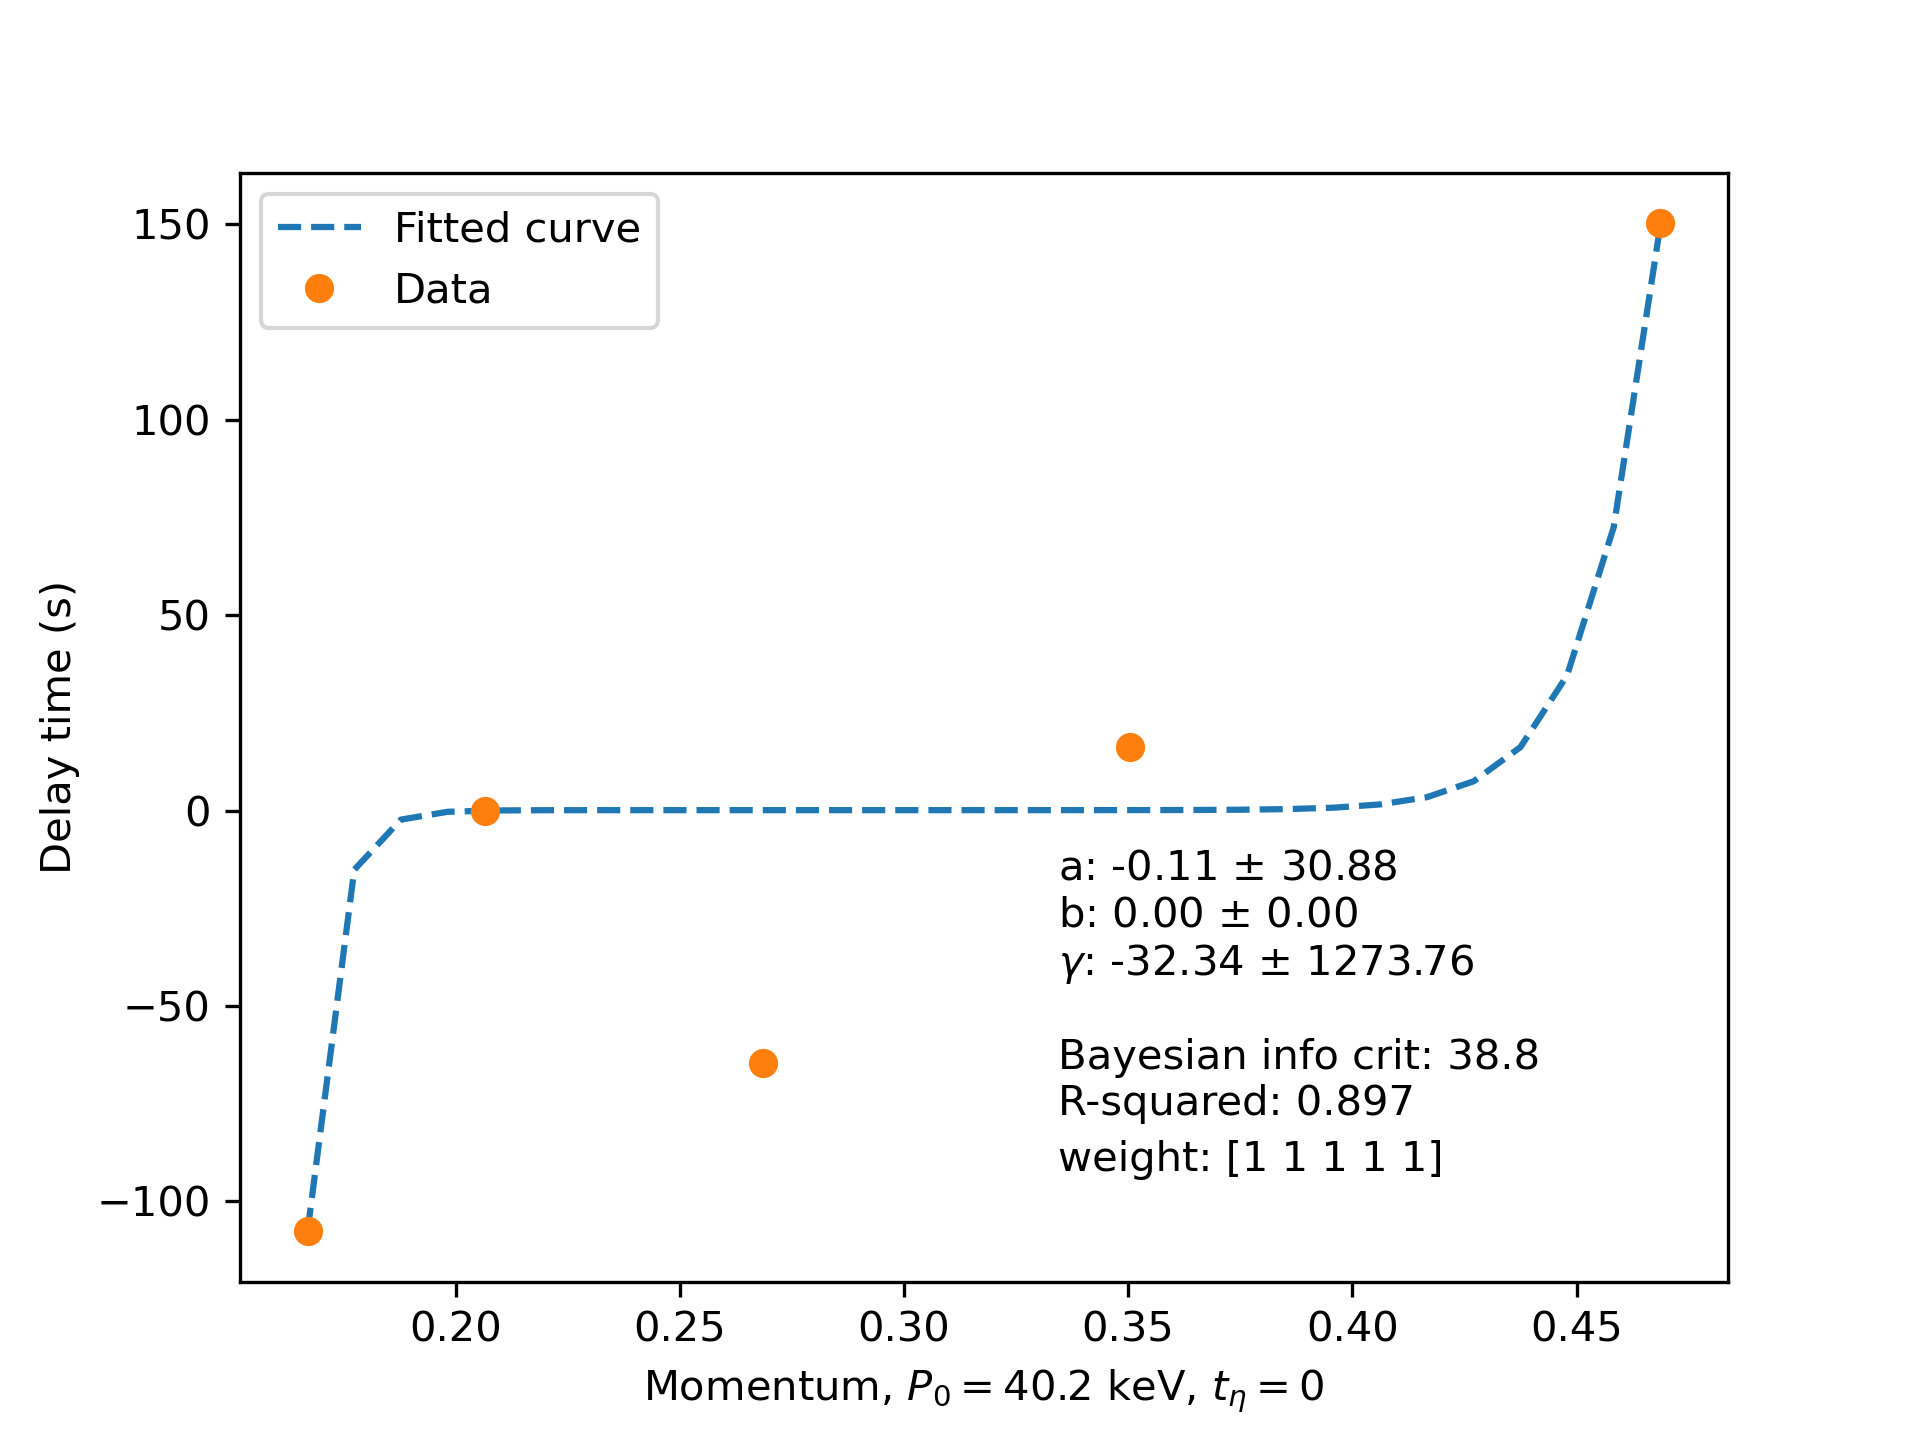 Fitted curve
Data
150
100
50
0
−50
−100
Delay time (s)
a: -0.11 ± 30.88
b: 0.00 ± 0.00
γ: -32.34 ± 1273.76
Bayesian info crit: 38.8
R-squared: 0.897
weight: [1 1 1 1 1]
0.20 0.25 0.30 0.35 0.40 0.45
Momentum, P₀ = 40.2 keV, tη = 0